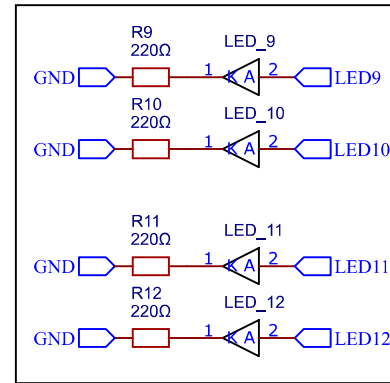 R9
220Ω
LED_9
GND
1
K
A
2
LED9
R10
220Ω
LED_10
GND
1
K
A
2
LED10
R11
220Ω
LED_11
GND
1
K
A
2
LED11
R12
220Ω
LED_12
GND
1
K
A
2
LED12